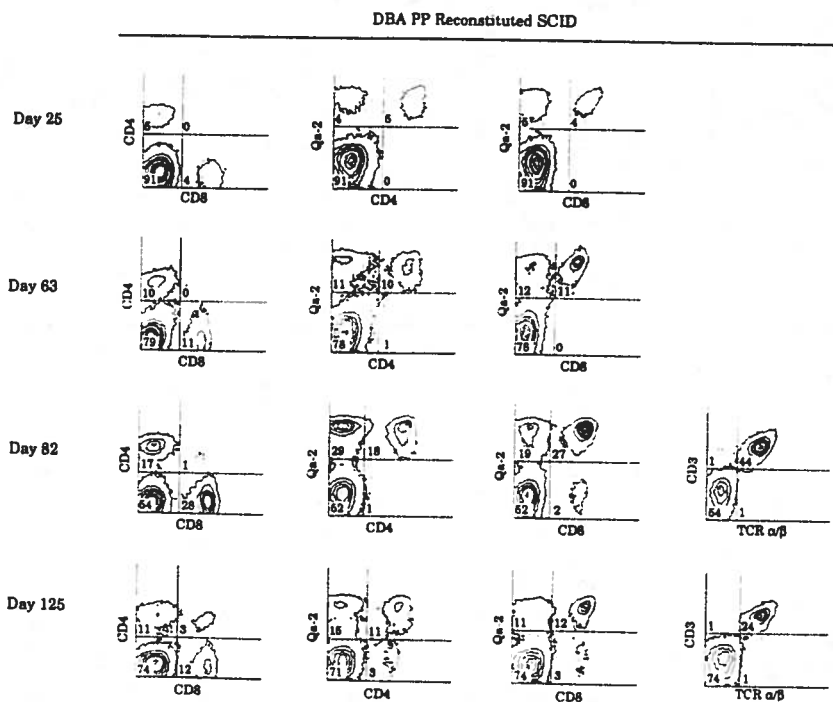 DBA PP Reconstituted SCID
Day 25
CD4
6 0
91 4
CD8
Qa-2
4 5
91 0
CD4
Qa-2
5 4
91 0
CD8
Day 63
CD4
10 0
79 11
CD8
Qa-2
11 10
78 1
CD4
Qa-2
12 11
78 0
CD8
Day 82
CD4
17 1
54 28
CD8
Qa-2
29 18
52 1
CD4
Qa-2
19 27
52 2
CD8
CD3
1 44
54 1
TCR α/β
Day 125
CD4
11 3
74 12
CD8
Qa-2
15 11
71 3
CD4
Qa-2
11 12
74 3
CD8
CD3
1 24
74 1
TCR α/β